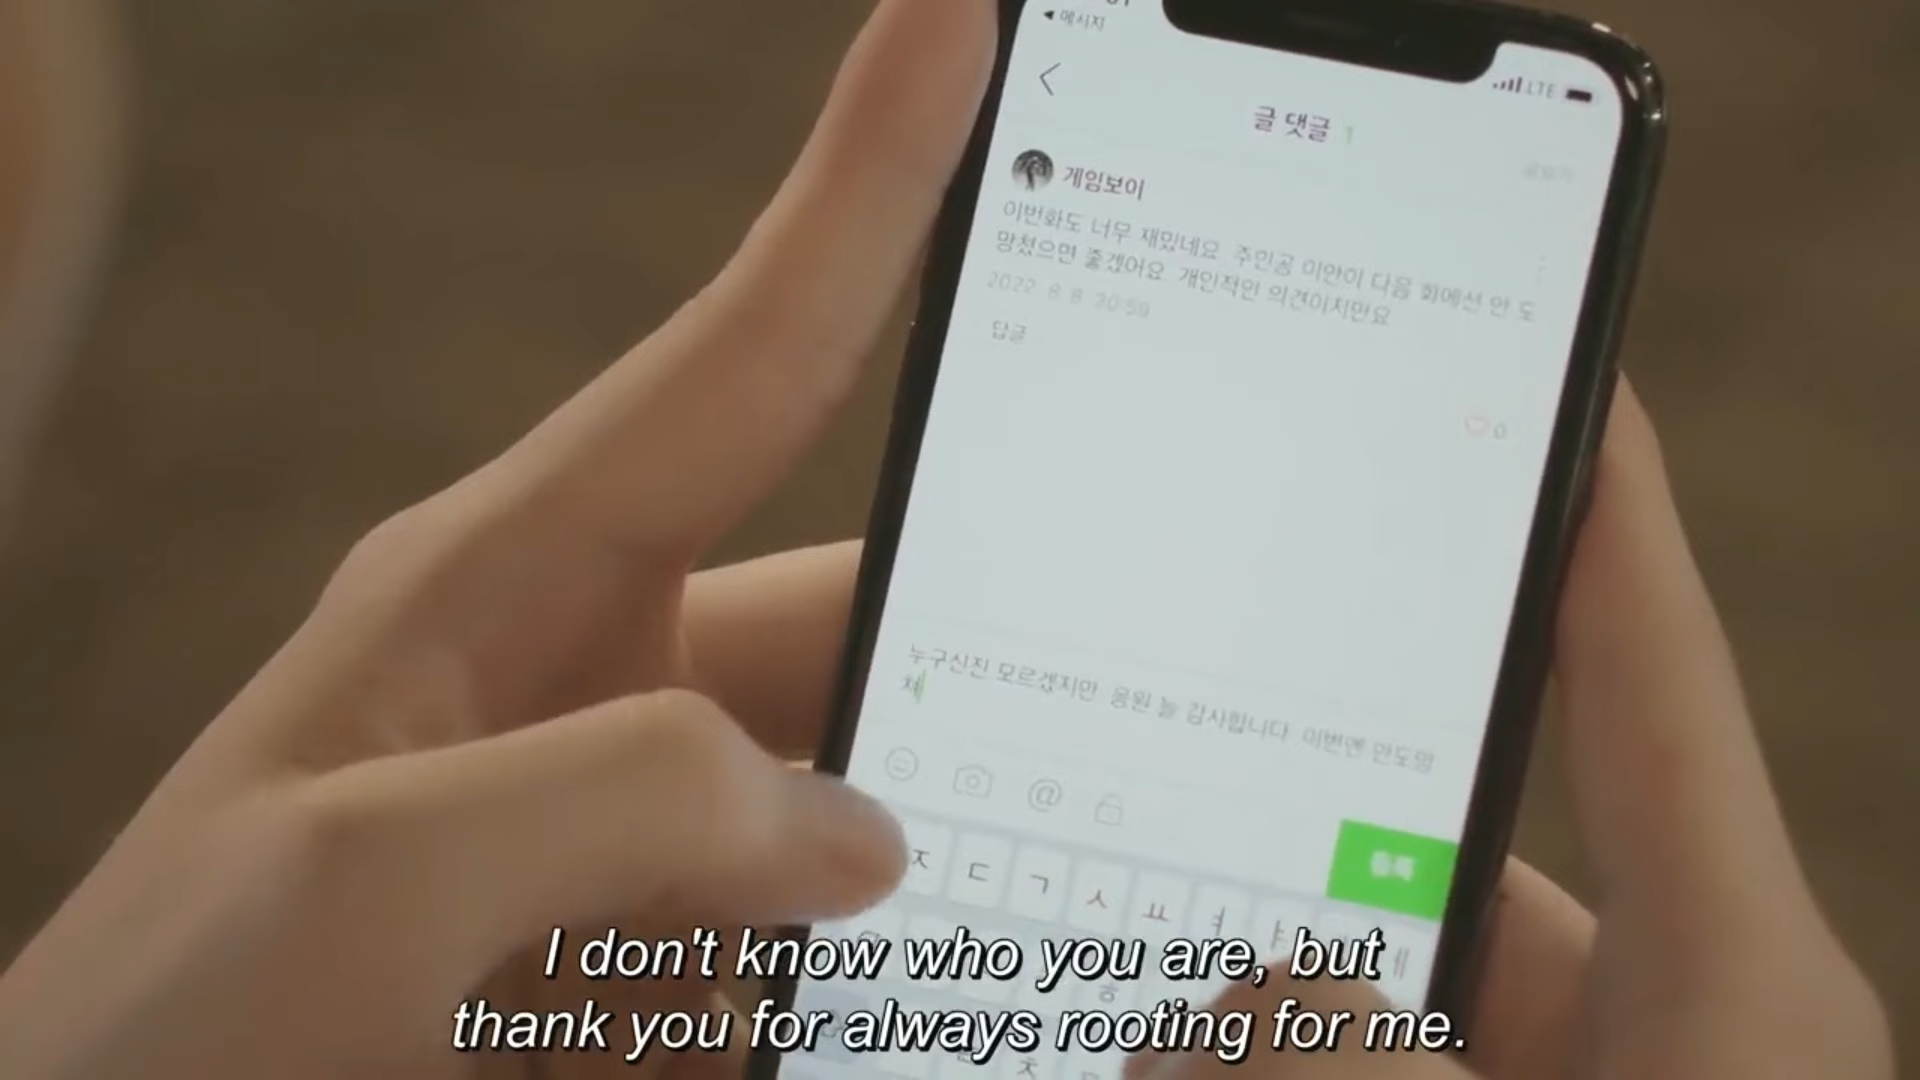 메시지
LTE
글 댓글 1
게임보이
이번화도 너무 재밌네요 주인공 이안이 다음 화에선 안 도
망쳤으면 좋겠어요 개인적인 의견이지만요
2022 8 8 20:59
답글
0
누구신진 모르겠지만 응원 늘 감사합니다 이번엔 안도망
쳐
등록
ㅈ ㄷ ㄱ ㅅ ㅛ ㅕ ㅑ ㅔ
ㅎ
ㅊ
I don't know who you are, but
thank you for always rooting for me.